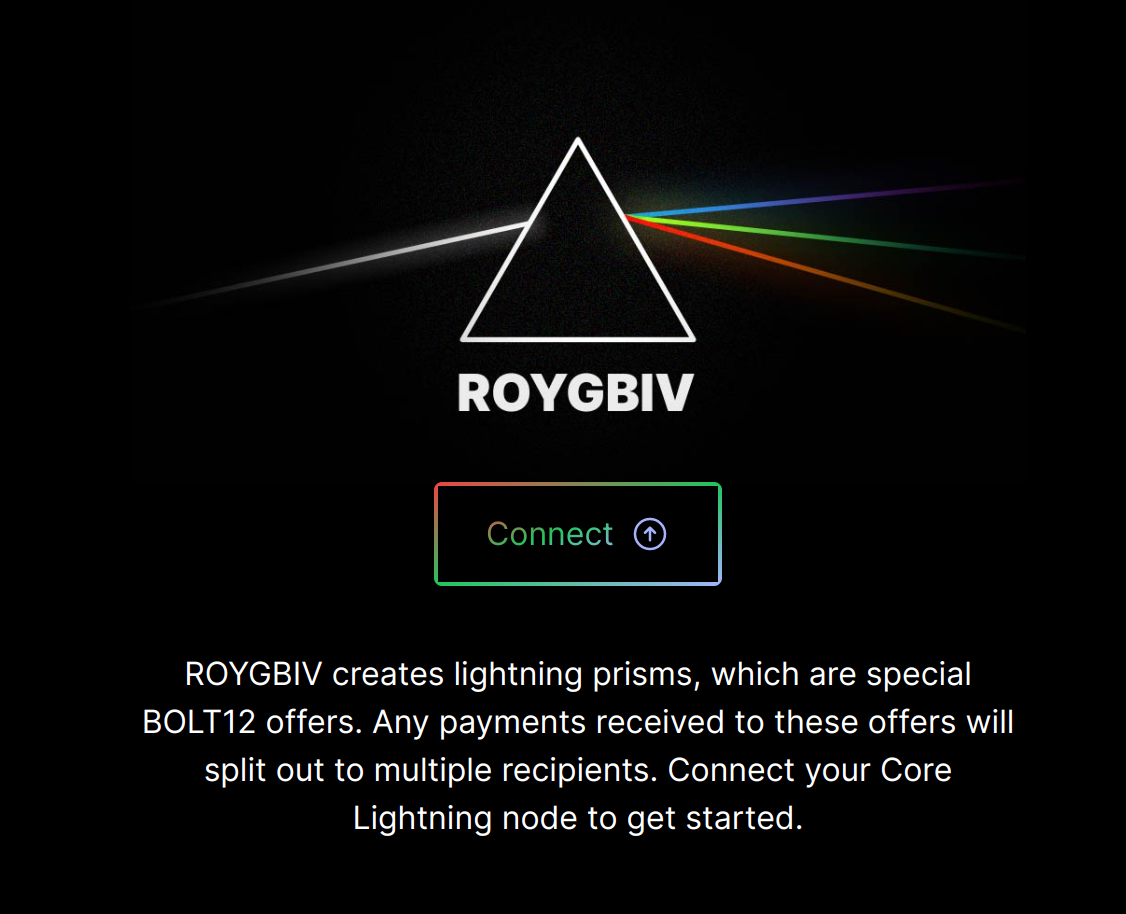 ROYGBIV
Connect
ROYGBIV creates lightning prisms, which are special
BOLT12 offers. Any payments received to these offers will
split out to multiple recipients. Connect your Core
Lightning node to get started.